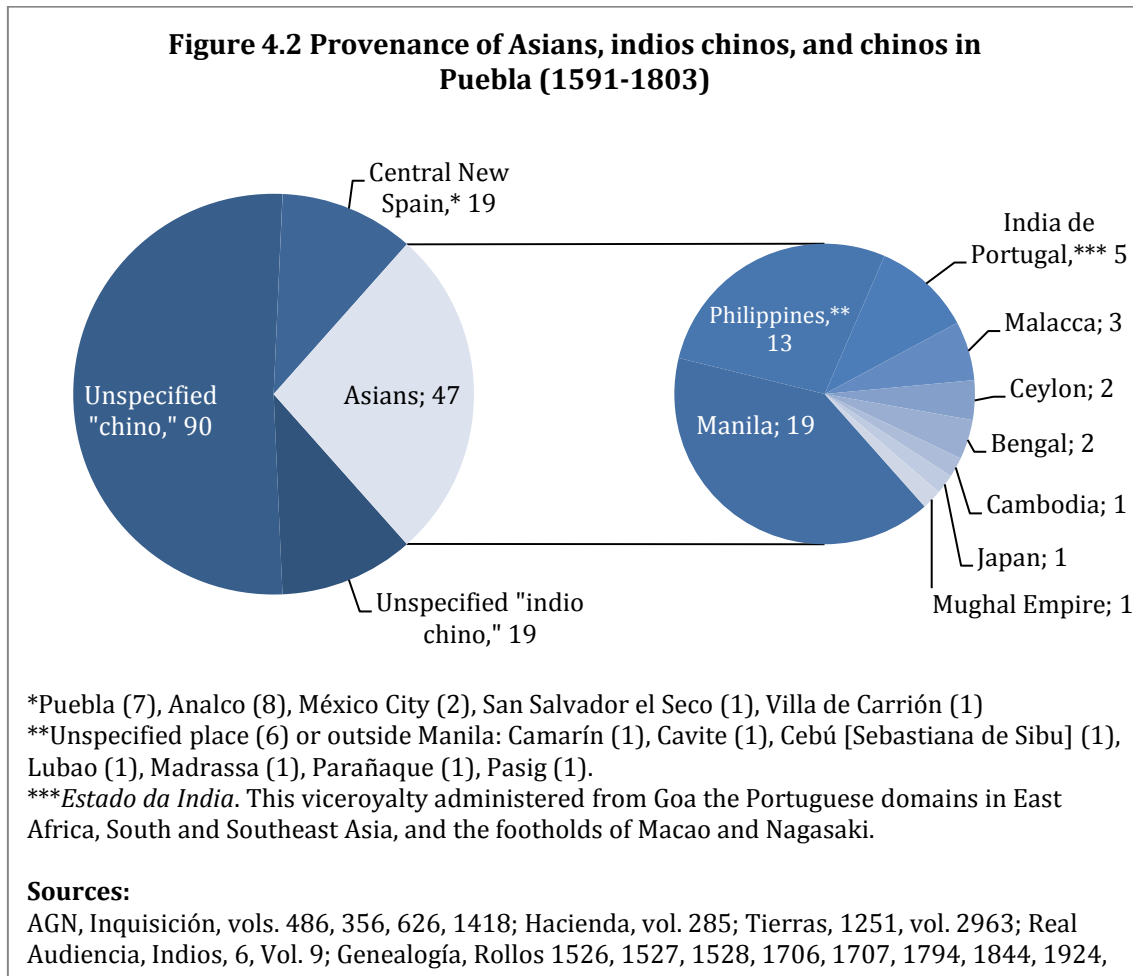 Figure 4.2 Provenance of Asians, indios chinos, and chinos in
Puebla (1591-1803)
Central New
Spain,* 19
Unspecified
"chino," 90
Asians; 47
Unspecified "indio
chino," 19
India de
Portugal,*** 5
Philippines,**
13
Malacca; 3
Ceylon; 2
Manila; 19
Bengal; 2
Cambodia; 1
Japan; 1
Mughal Empire; 1
*Puebla (7), Analco (8), México City (2), San Salvador el Seco (1), Villa de Carrión (1)
**Unspecified place (6) or outside Manila: Camarín (1), Cavite (1), Cebú [Sebastiana de Sibu] (1),
Lubao (1), Madrassa (1), Parañaque (1), Pasig (1).
***Estado da India. This viceroyalty administered from Goa the Portuguese domains in East
Africa, South and Southeast Asia, and the footholds of Macao and Nagasaki.
Sources:
AGN, Inquisición, vols. 486, 356, 626, 1418; Hacienda, vol. 285; Tierras, 1251, vol. 2963; Real
Audiencia, Indios, 6, Vol. 9; Genealogía, Rollos 1526, 1527, 1528, 1706, 1707, 1794, 1844, 1924,